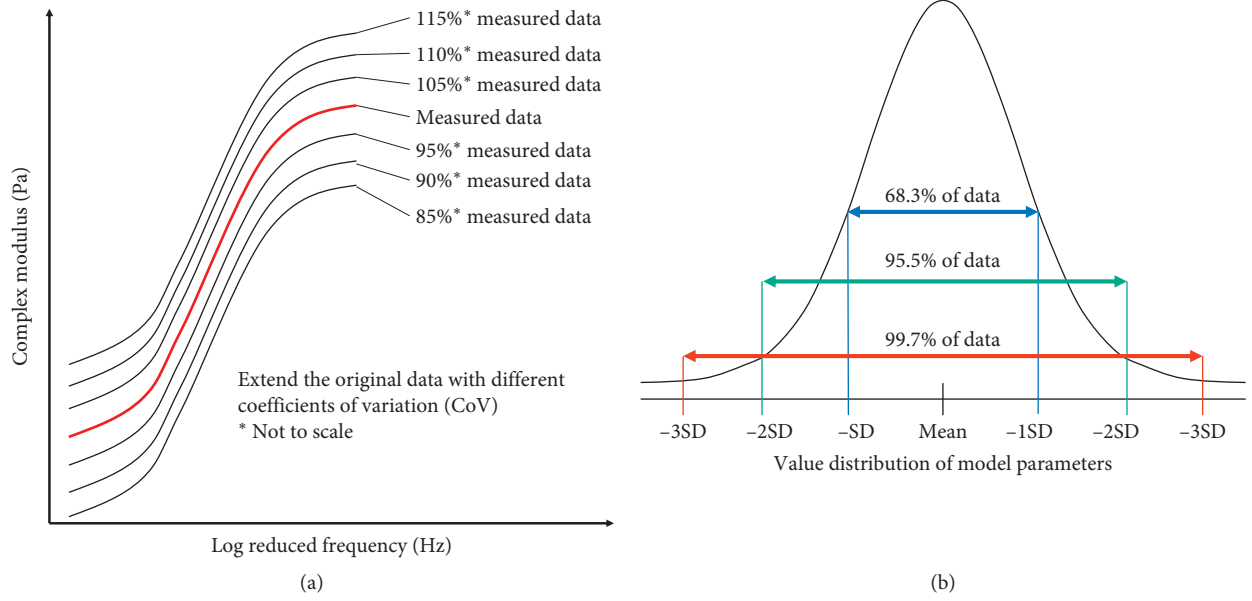 115%* measured data
110%* measured data
105%* measured data
Measured data
95%* measured data
90%* measured data
85%* measured data
Complex modulus (Pa)
Extend the original data with different
coefficients of variation (CoV)
* Not to scale
Log reduced frequency (Hz)
(a)
68.3% of data
95.5% of data
99.7% of data
–3SD –2SD –SD Mean –1SD –2SD –3SD
Value distribution of model parameters
(b)